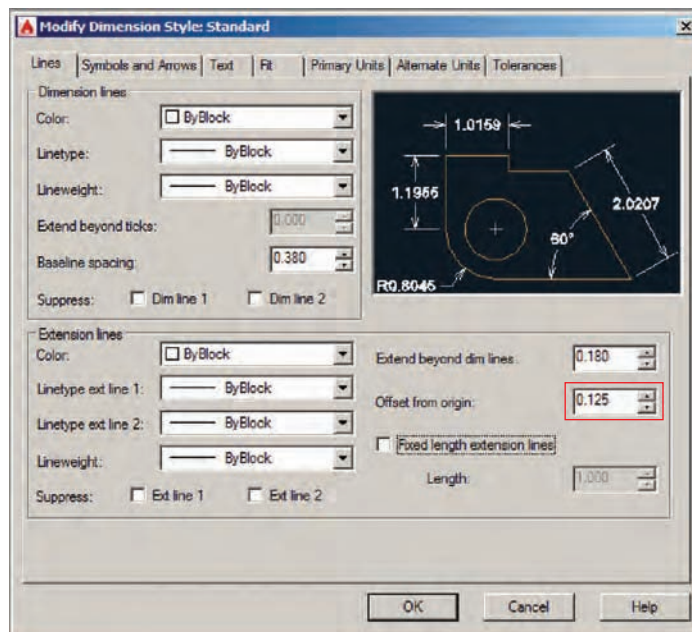 Modify Dimension Style: Standard
Lines Symbols and Arrows Text Fit Primary Units Alternate Units Tolerances
Dimension lines
Color: ByBlock
Linetype: ByBlock
Lineweight: ByBlock
Extend beyond ticks: 0.000
Baseline spacing: 0.380
Suppress: Dim line 1 Dim line 2
1.0159
1.1955
2.0207
60°
R0.8045
Extension lines
Color: ByBlock
Linetype ext line 1: ByBlock
Linetype ext line 2: ByBlock
Lineweight: ByBlock
Suppress: Ext line 1 Ext line 2
Extend beyond dim lines: 0.180
Offset from origin: 0.125
Fixed length extension lines
Length: 1.000
OK Cancel Help